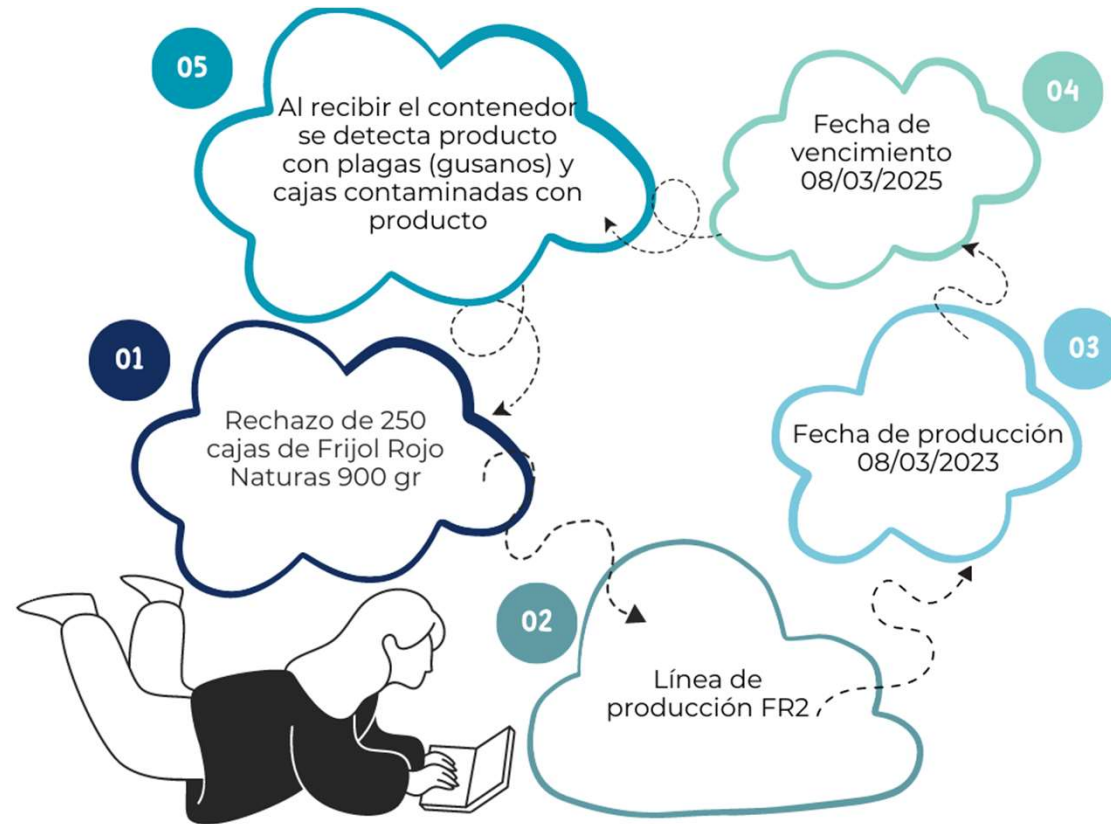 05
Al recibir el contenedor
se detecta producto
con plagas (gusanos) y
cajas contaminadas con
producto
04
Fecha de
vencimiento
08/03/2025
01
Rechazo de 250
cajas de Frijol Rojo
Naturas 900 gr
03
Fecha de producción
08/03/2023
02
Línea de
producción FR2